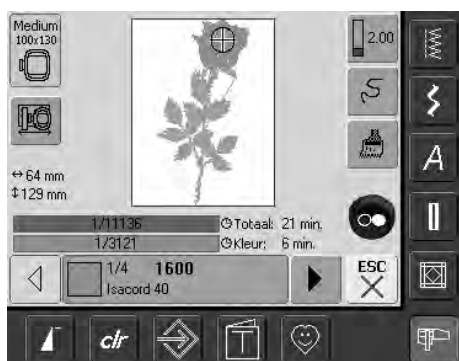 Medium
100x130
2.00
64 mm
129 mm
1/11136 Totaal: 21 min.
1/3121 Kleur: 6 min.
1/4 1600
Isacord 40
ESC
A
clr
T